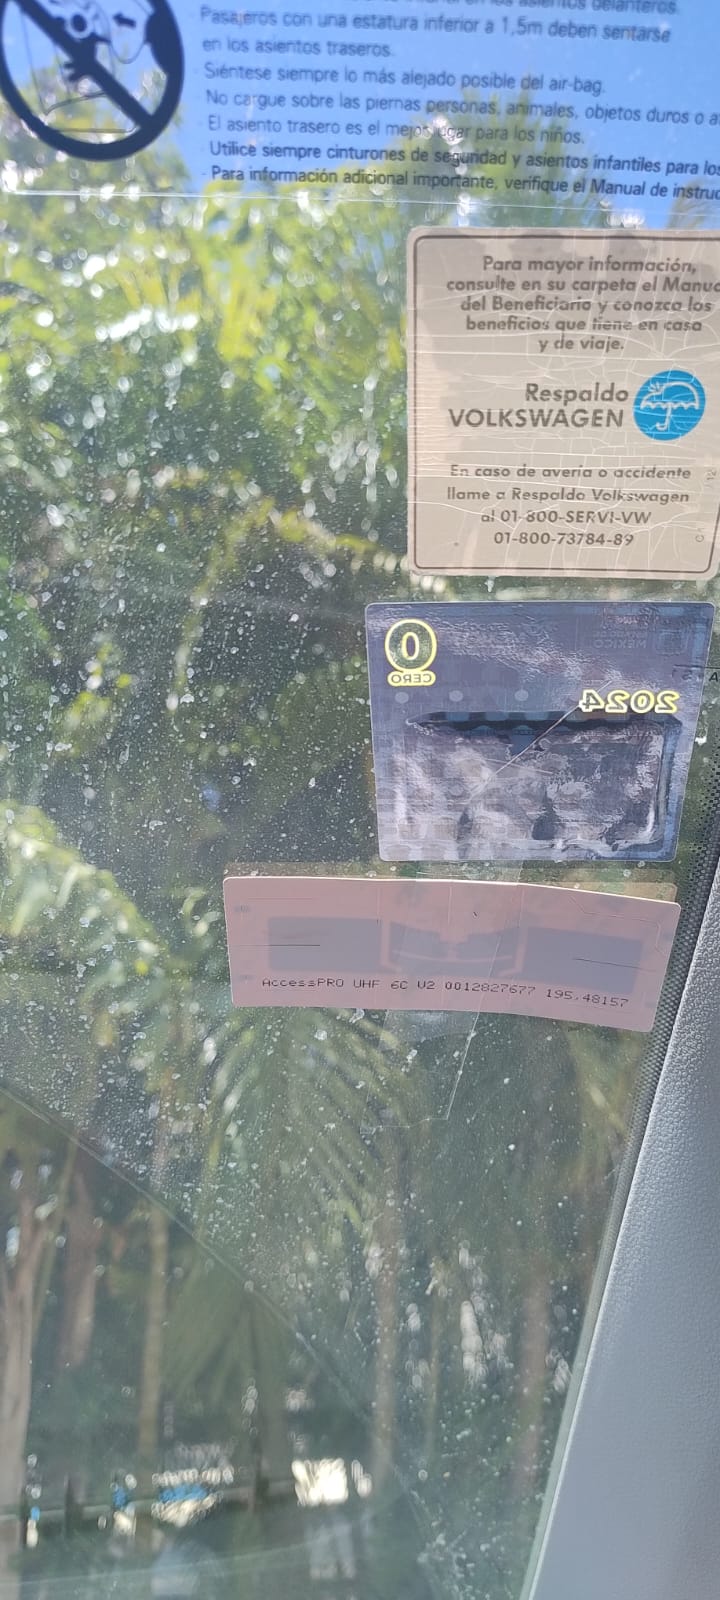 Pasajeros con una estatura inferior a 1,5m deben sentarse
en los asientos traseros.
Siéntese siempre lo más alejado posible del air-bag.
No cargue sobre las piernas personas, animales, objetos duros o
El asiento trasero es el mejor lugar para los niños.
Utilice siempre cinturones de seguridad y asientos infantiles para
Para información adicional importante, verifique el Manual de
Para mayor información,
consulte en su carpeta el
del Beneficiario y conozca los
beneficios que tiene en casa
y de viaje.
Respaldo
VOLKSWAGEN
En caso de avería o accidente
llame a Respaldo Volkswagen
al 01-800-SERVI-VW
01-800-73784-89
0
CERO
MÉXICO
2024
AccessPRO UHF 6C V2 0012827677 195,48157